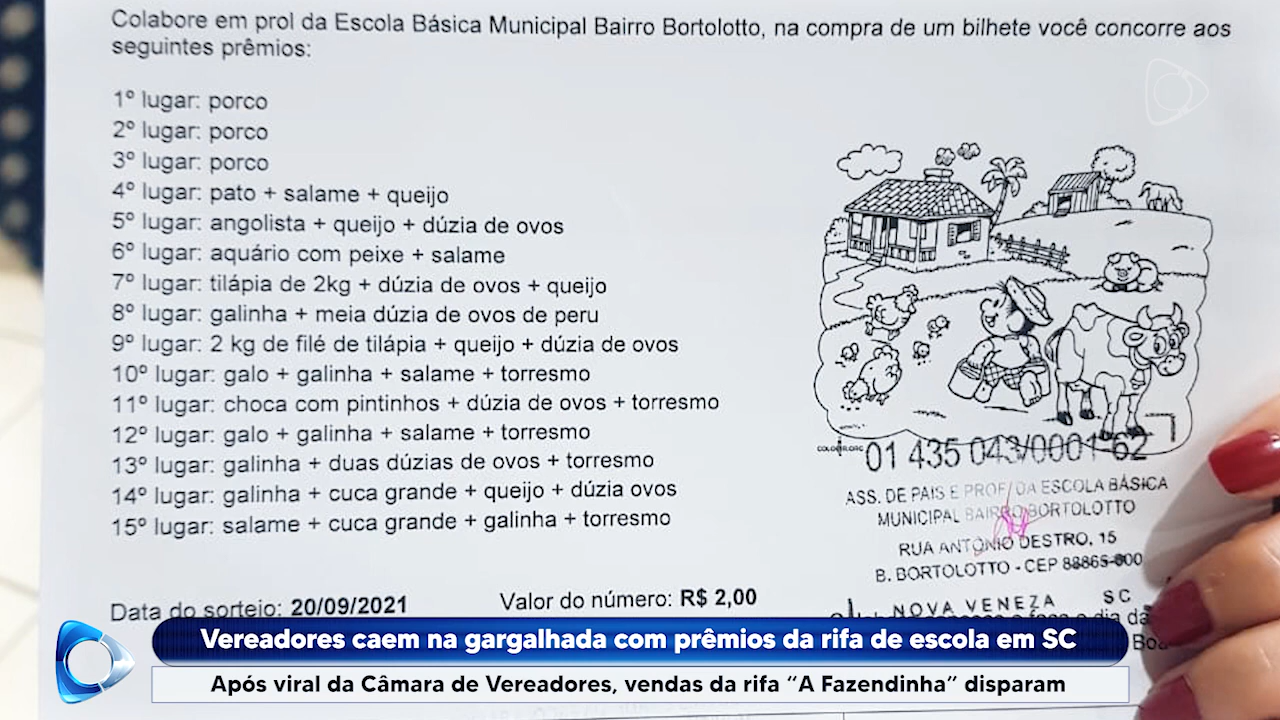 Colabore em prol da Escola Básica Municipal Bairro Bortolotto, na compra de um bilhete você concorre aos
seguintes prêmios:
1º lugar: porco
2º lugar: porco
3º lugar: porco
4º lugar: pato + salame + queijo
5º lugar: angolista + queijo + dúzia de ovos
6º lugar: aquário com peixe + salame
7º lugar: tilápia de 2kg + dúzia de ovos + queijo
8º lugar: galinha + meia dúzia de ovos de peru
9º lugar: 2 kg de filé de tilápia + queijo + dúzia de ovos
10º lugar: galo + galinha + salame + torresmo
11º lugar: choca com pintinhos + dúzia de ovos + torresmo
12º lugar: galo + galinha + salame + torresmo
13º lugar: galinha + duas dúzias de ovos + torresmo
14º lugar: galinha + cuca grande + queijo + dúzia ovos
15º lugar: salame + cuca grande + galinha + torresmo
01 435 043/0001-62
ASS. DE PAIS E PROF. DA ESCOLA BÁSICA
MUNICIPAL BAIRRO BORTOLOTTO
RUA ANTÔNIO DESTRO, 15
B. BORTOLOTTO - CEP 88865-000
NOVA VENEZA SC
Data do sorteio: 20/09/2021 Valor do número: R$ 2,00
Vereadores caem na gargalhada com prêmios da rifa de escola em SC
Após viral da Câmara de Vereadores, vendas da rifa “A Fazendinha” disparam